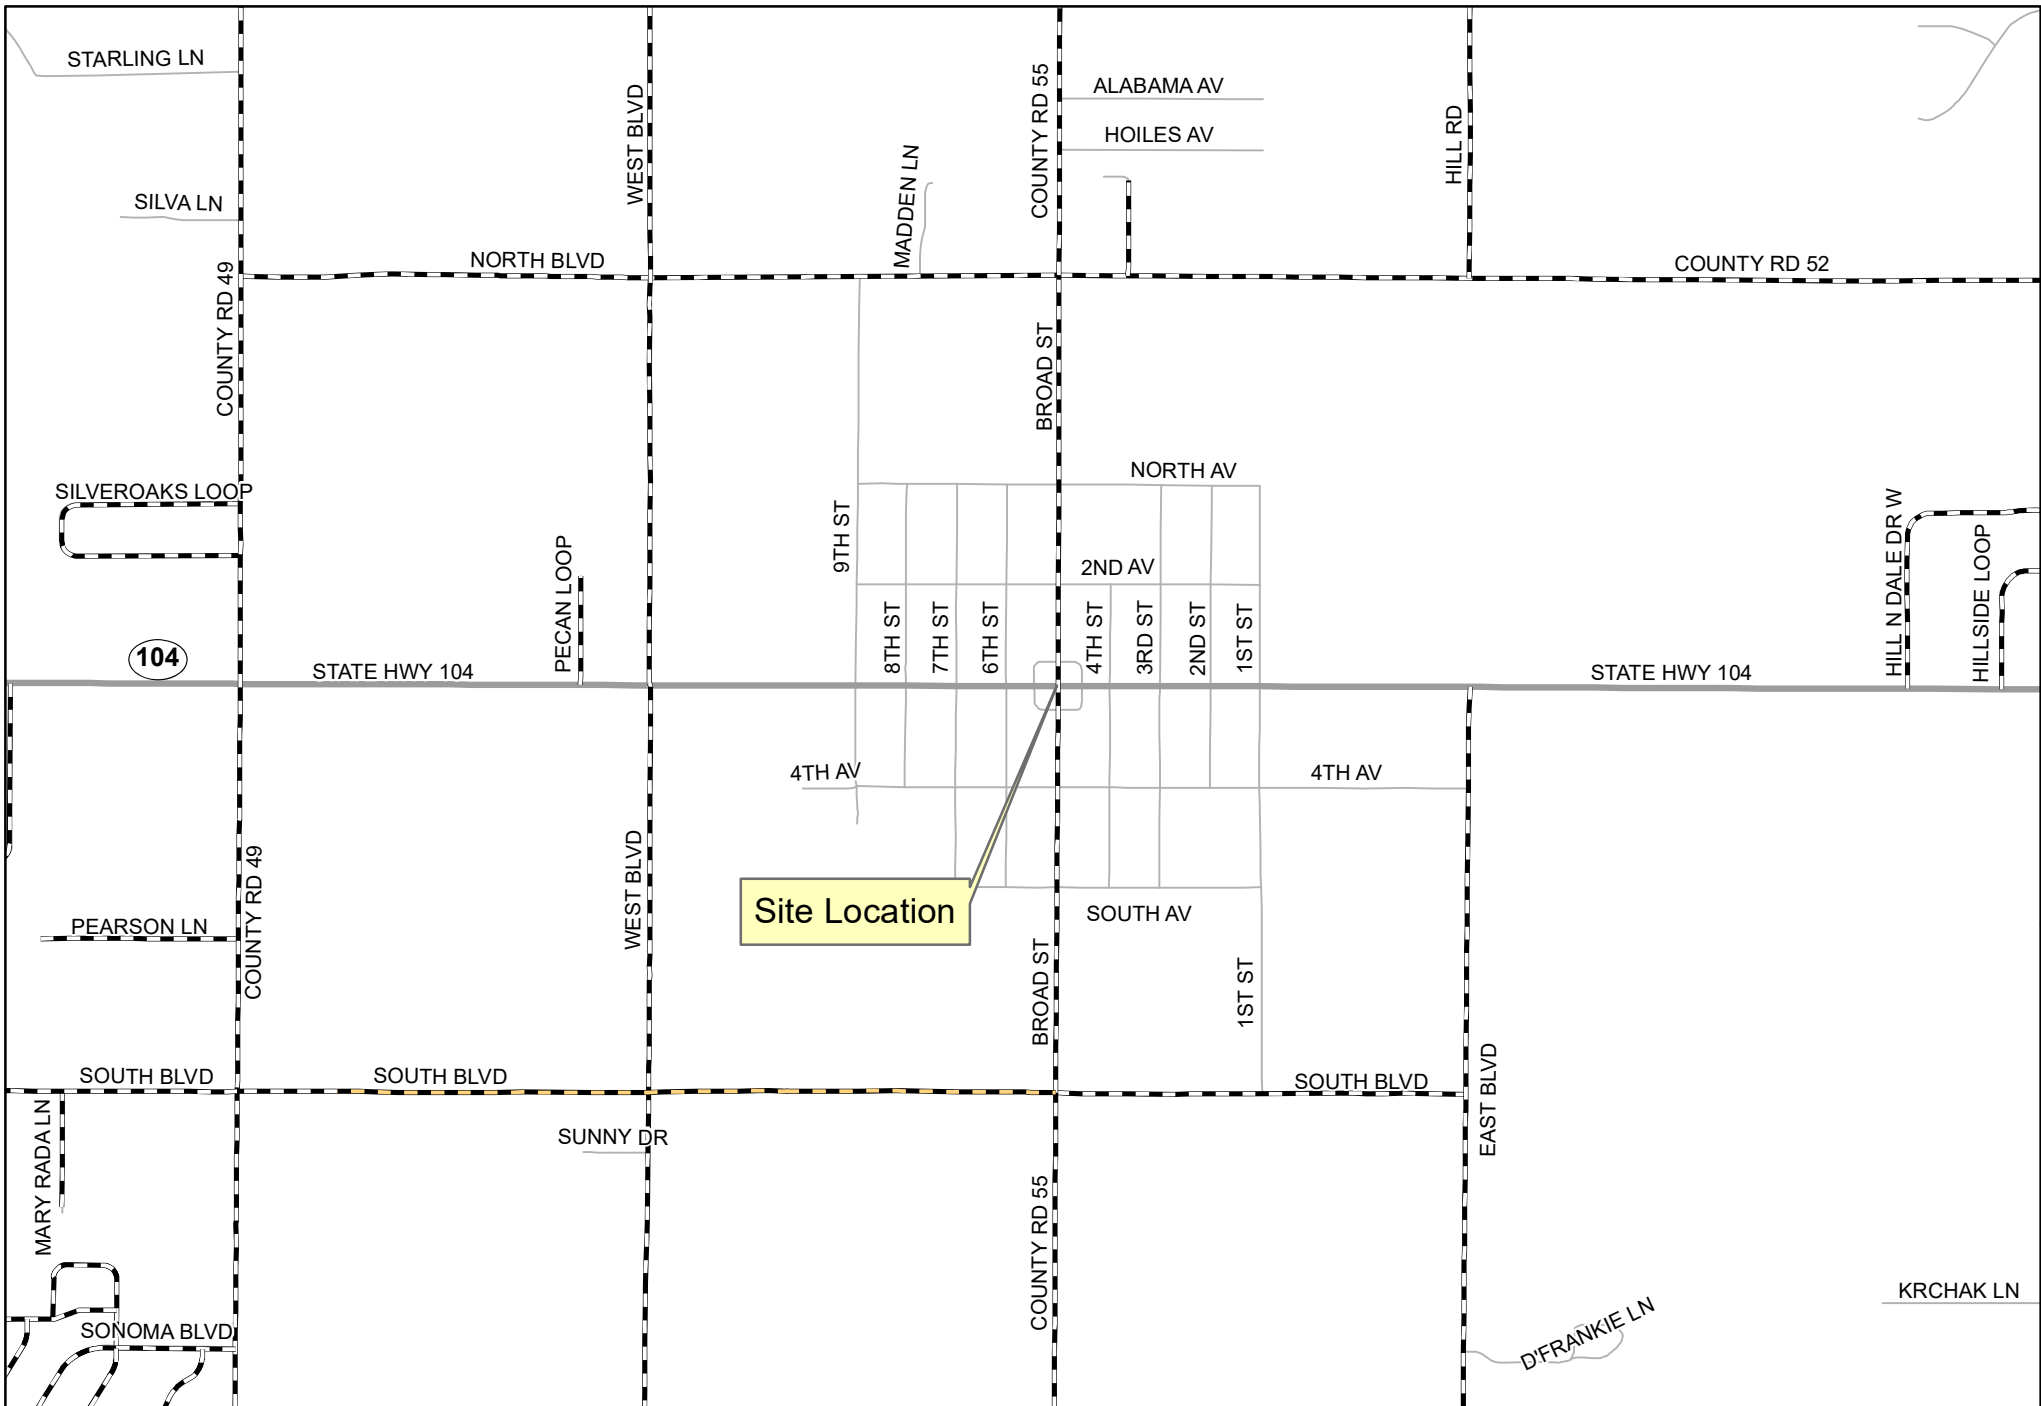 STARLING LN
ALABAMA AV
COUNTY RD 55
WEST BLVD
HILL RD
HOILES AV
MADDEN LN
SILVA LN
NORTH BLVD
COUNTY RD 52
COUNTY RD 49
BROAD ST
NORTH AV
SILVEROAKS LOOP
9TH ST
HILL N DALE DR W
HILLSIDE LOOP
PECAN LOOP
2ND AV
8TH ST
7TH ST
6TH ST
4TH ST
3RD ST
2ND ST
1ST ST
104
STATE HWY 104
STATE HWY 104
4TH AV
4TH AV
WEST BLVD
COUNTY RD 49
Site Location
SOUTH AV
PEARSON LN
BROAD ST
1ST ST
SOUTH BLVD
SOUTH BLVD
SOUTH BLVD
EAST BLVD
MARY RADA LN
SUNNY DR
COUNTY RD 55
KRCHAK LN
D'FRANKIE LN
SONOMA BLVD